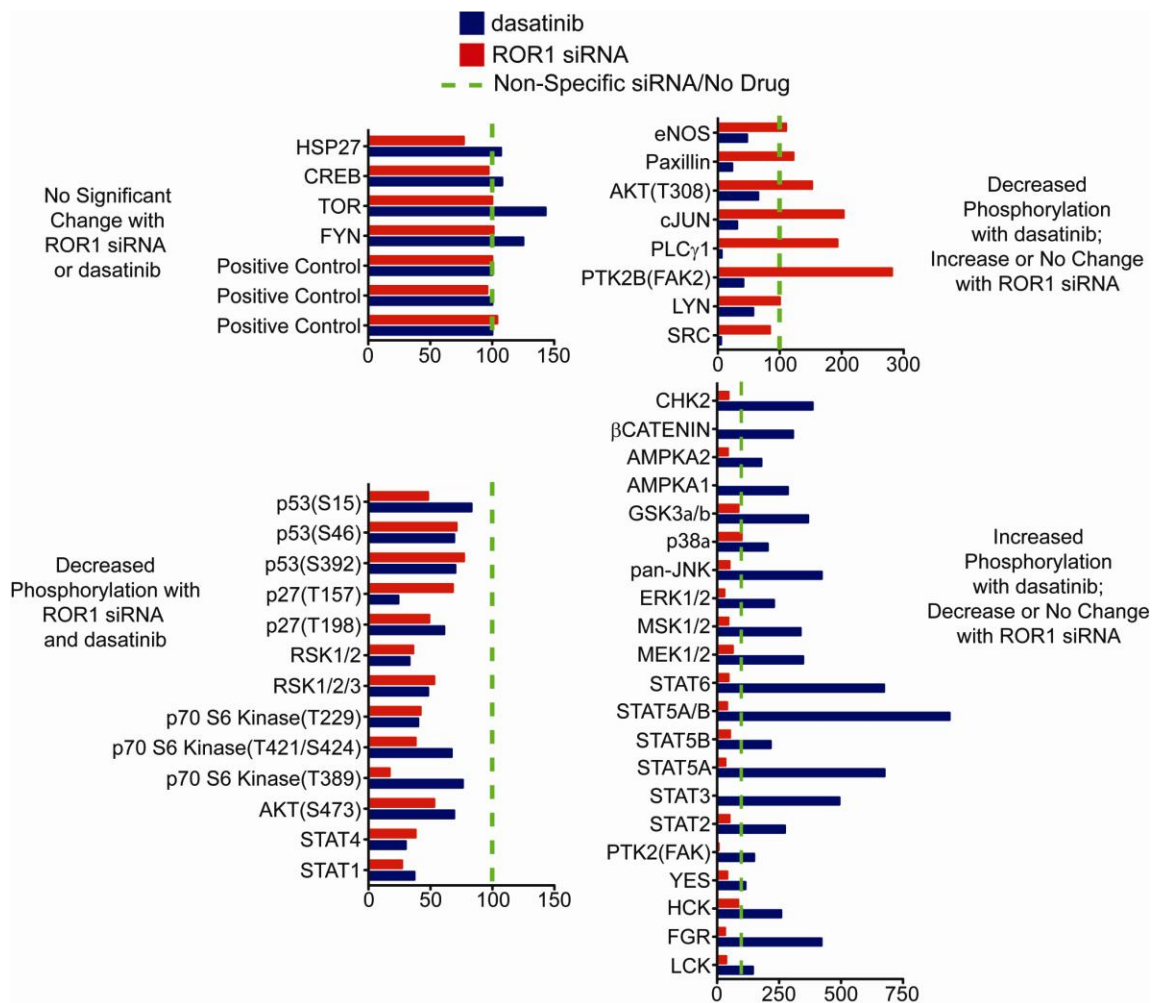 dasatinib
ROR1 siRNA
Non-Specific siRNA/No Drug
No Significant
Change with
ROR1 siRNA
or dasatinib
HSP27
CREB
TOR
FYN
Positive Control
Positive Control
Positive Control
0 50 100 150
eNOS
Paxillin
AKT(T308)
cJUN
PLCγ1
PTK2B(FAK2)
LYN
SRC
0 100 200 300
Decreased
Phosphorylation
with dasatinib;
Increase or No Change
with ROR1 siRNA
Decreased
Phosphorylation with
ROR1 siRNA
and dasatinib
p53(S15)
p53(S46)
p53(S392)
p27(T157)
p27(T198)
RSK1/2
RSK1/2/3
p70 S6 Kinase(T229)
p70 S6 Kinase(T421/S424)
p70 S6 Kinase(T389)
AKT(S473)
STAT4
STAT1
0 50 100 150
CHK2
βCATENIN
AMPKA2
AMPKA1
GSK3a/b
p38a
pan-JNK
ERK1/2
MSK1/2
MEK1/2
STAT6
STAT5A/B
STAT5B
STAT5A
STAT3
STAT2
PTK2(FAK)
YES
HCK
FGR
LCK
0 250 500 750
Increased
Phosphorylation
with dasatinib;
Decrease or No Change
with ROR1 siRNA